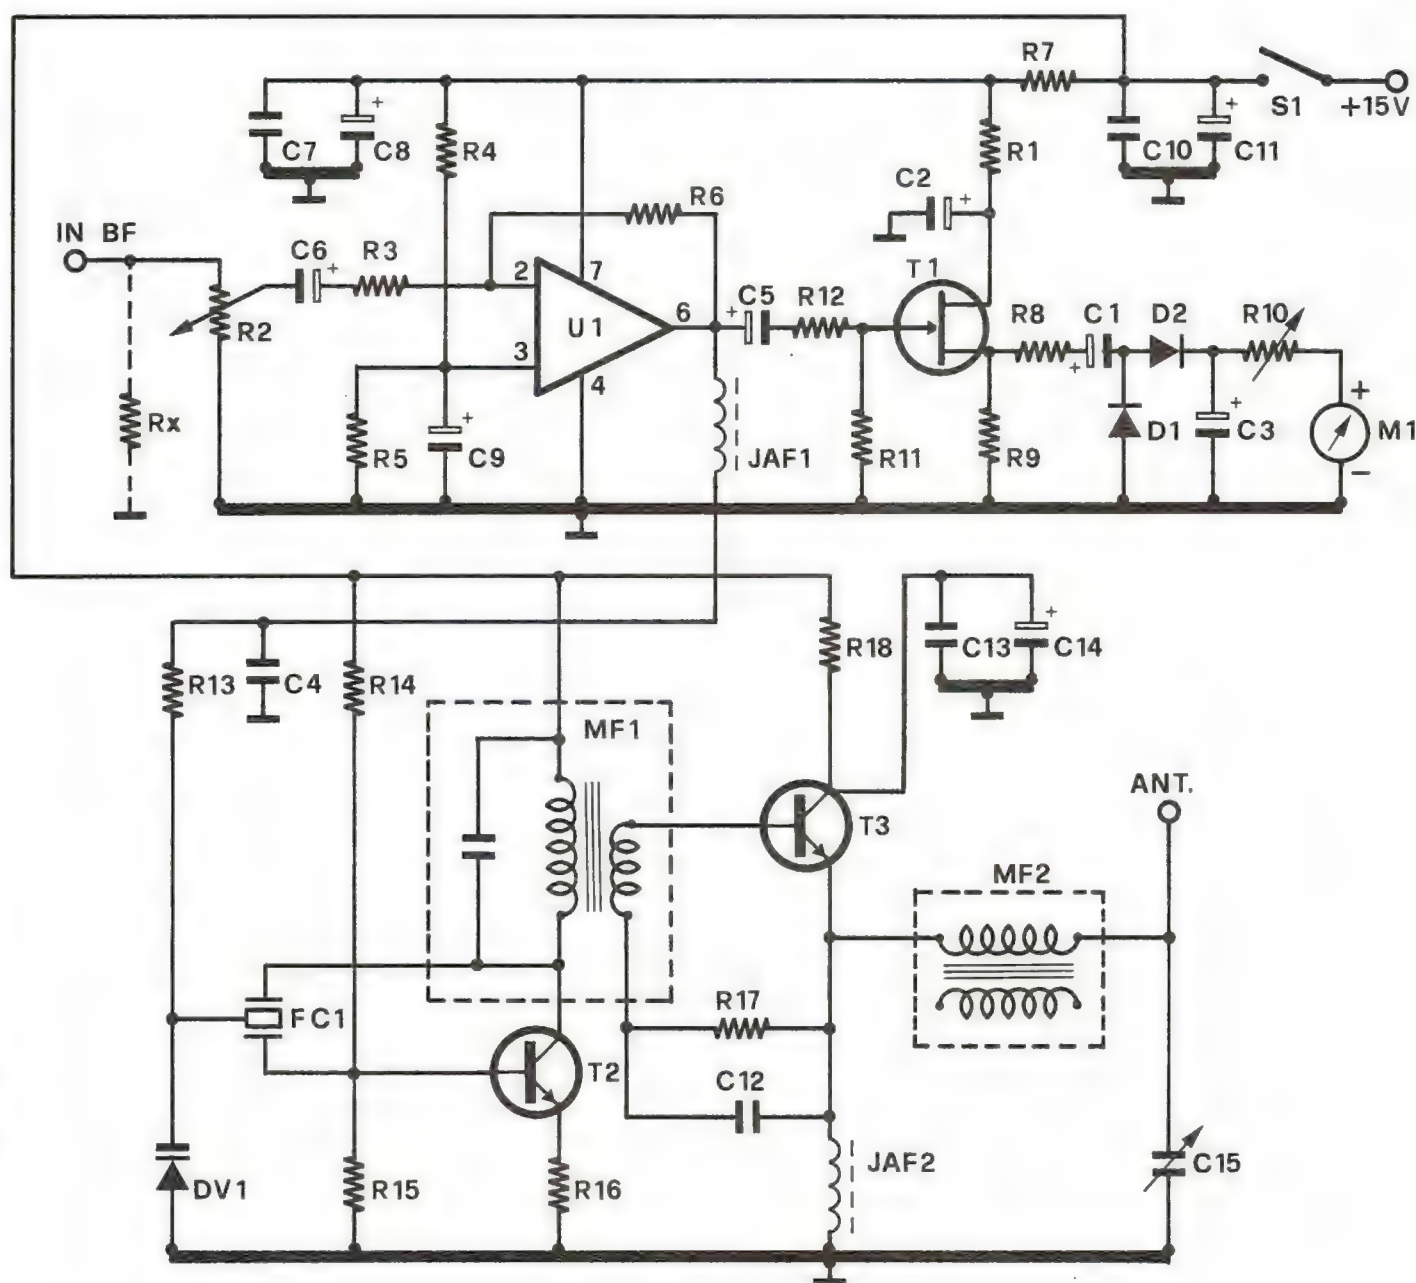 R7
S1
+15V
C7
C8
+
R4
R1
C10
C11
+
R6
C2
+
IN BF
C6
+
R3
2
7
T1
R2
U1
6
+
C5
R12
R8
C1
+
D2
R10
3
4
+
Rx
R5
+
C9
JAF1
R11
R9
D1
+
C3
M1
-
R13
C4
R14
R18
C13
+
C14
MF1
ANT.
T3
MF2
FC1
R17
T2
C12
DV1
R15
R16
JAF2
C15